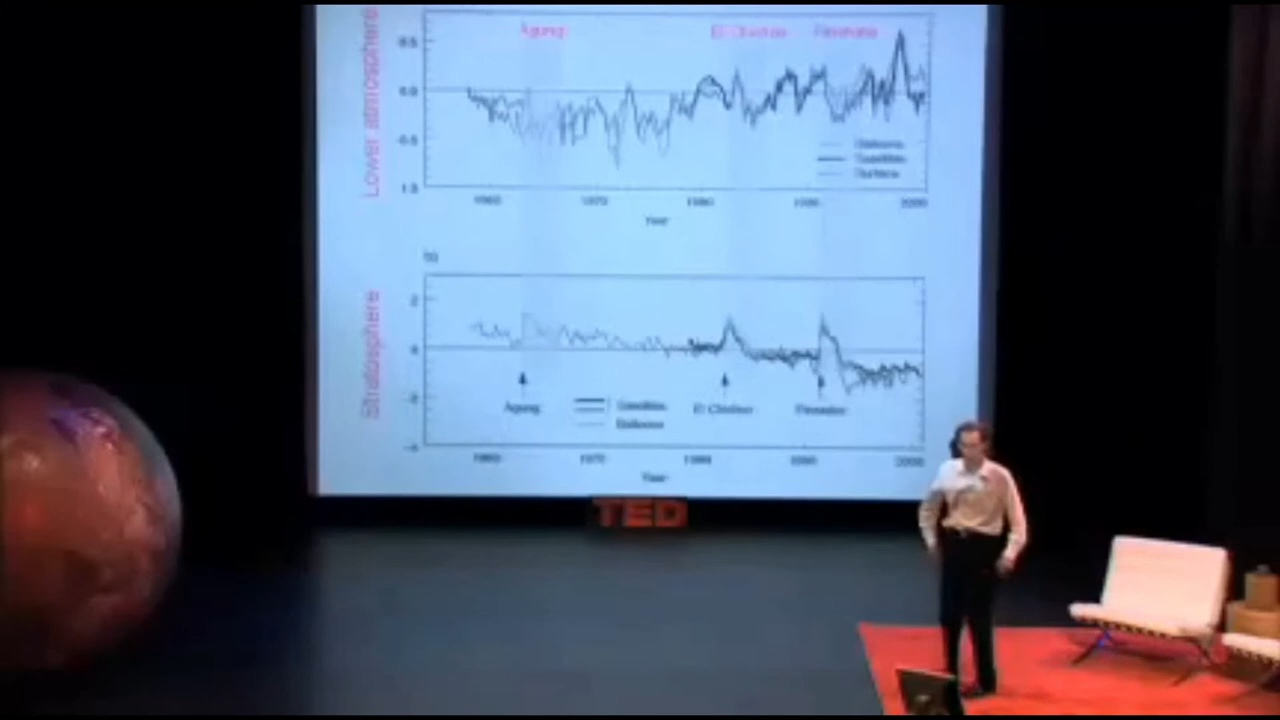 Lower atmosphere
Agung
El Chichon
Pinatubo
0.5
0.0
-0.5
Balloons
Satellites
Surface
1960 1970 1980 1990 2000
Year
Stratosphere
2
0
-2
-4
Agung
El Chichon
Pinatubo
Satellites
Balloons
1960 1970 1980 1990 2000
Year
TED